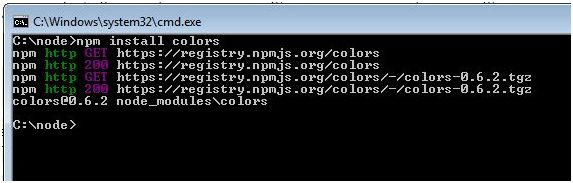 C:\Windows\system32\cmd.exe
C:\node>npm install colors
npm http GET https://registry.npmjs.org/colors
npm http 200 https://registry.npmjs.org/colors
npm http GET https://registry.npmjs.org/colors/-/colors-0.6.2.tgz
npm http 200 https://registry.npmjs.org/colors/-/colors-0.6.2.tgz
colors@0.6.2 node_modules\colors
C:\node>